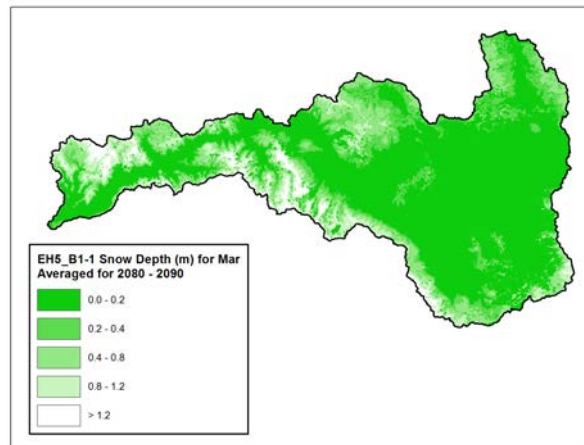 EH5_B1-1 Snow Depth (m) for Mar
Averaged for 2080 - 2090
0.0 - 0.2
0.2 - 0.4
0.4 - 0.8
0.8 - 1.2
> 1.2